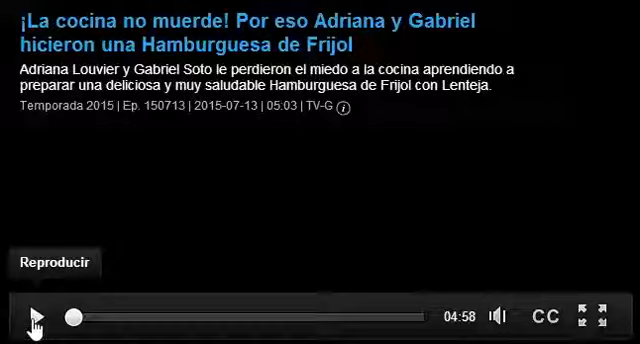 ¡La cocina no muerde! Por eso Adriana y Gabriel
hicieron una Hamburguesa de Frijol
Adriana Louvier y Gabriel Soto le perdieron el miedo a la cocina aprendiendo a
preparar una deliciosa y muy saludable Hamburguesa de Frijol con Lenteja.
Temporada 2015 | Ep. 150713 | 2015-07-13 | 05:03 | TV-G i
Reproducir
04:58 CC